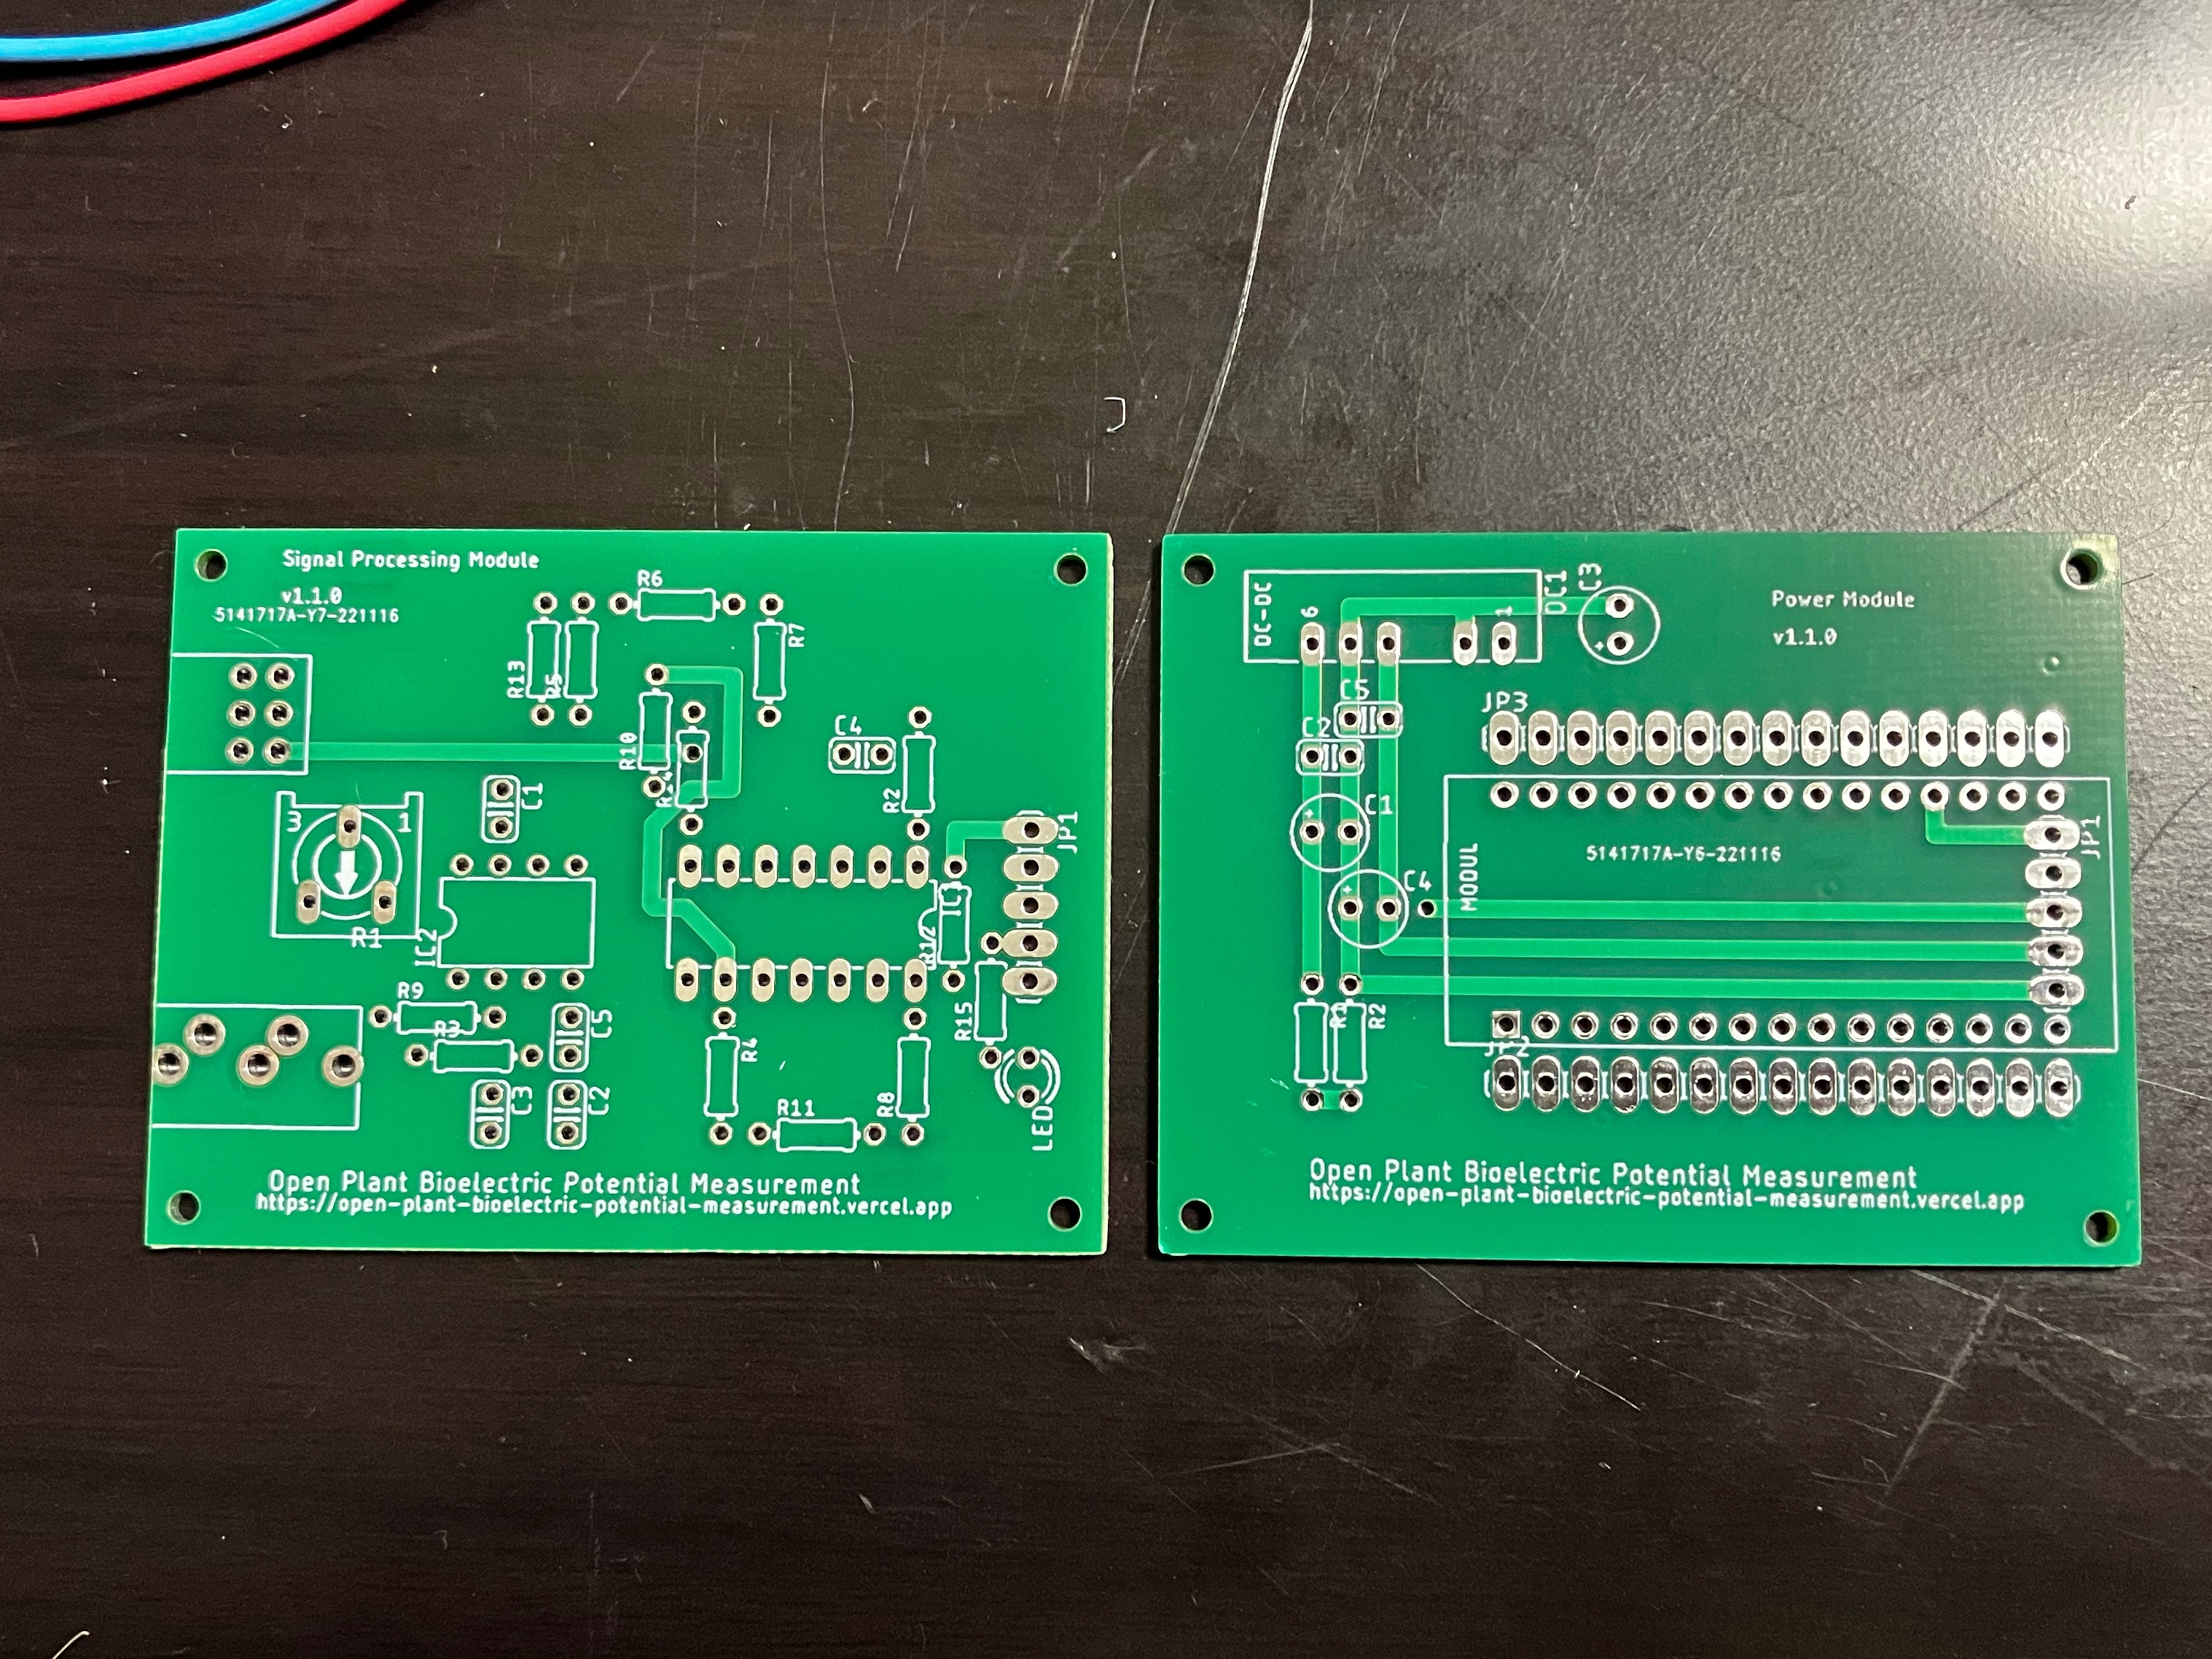 Signal Processing Module
v1.1.0
5141717A-Y7-221116
R6
R7
R13
R5
R10
C4
R2
C1
3
1
R1
IC2
JP1
R12
R9
R3
C5
C3
C2
R4
R11
R8
R15
LED
Open Plant Bioelectric Potential Measurement
https://open-plant-bioelectric-potential-measurement.vercel.app
DC-DC
6
1
DC1
C3
Power Module
v1.1.0
C5
C2
JP3
C1
C4
MODUL
5141717A-Y6-221116
JP1
R1
R2
JP2
Open Plant Bioelectric Potential Measurement
https://open-plant-bioelectric-potential-measurement.vercel.app